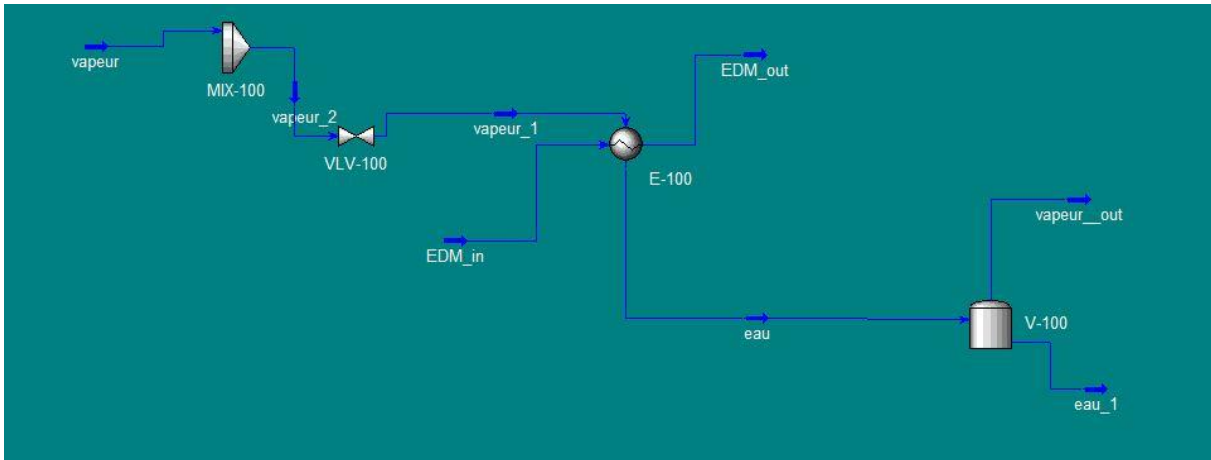 vapeur
MIX-100
vapeur_2
VLV-100
vapeur_1
EDM_out
E-100
EDM_in
vapeur__out
eau
V-100
eau_1